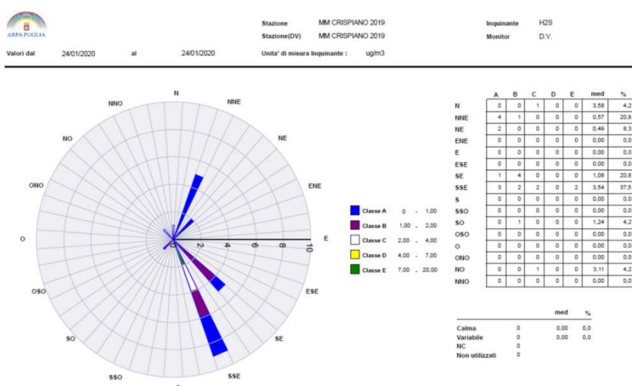 ARPA PUGLIA
Stazione MM CRISPIANO 2019 Inquinante H2S
Stazione(DV) MM CRISPIANO 2019 Monitor D.V.
Valori dal 24/01/2020 al 24/01/2020 Unita' di misura Inquinante : ug/m3
N
NNO NNE
NO NE
ONO ENE
O E
0 2 4 6 8 10
OSO ESE
SO SE
SSO SSE
Classe A 0 - 1,00
Classe B 1,00 - 2,00
Classe C 2,00 - 4,00
Classe D 4,00 - 7,00
Classe E 7,00 - 20,00
A B C D E med %
N 0 0 1 0 0 3,58 4,2
NNE 4 1 0 0 0 0,57 20,8
NE 2 0 0 0 0 0,49 8,3
ENE 0 0 0 0 0 0,00 0,0
E 0 0 0 0 0 0,00 0,0
ESE 0 0 0 0 0 0,00 0,0
SE 1 4 0 0 0 1,08 20,8
SSE 3 2 2 0 2 3,54 37,5
S 0 0 0 0 0 0,00 0,0
SSO 0 0 0 0 0 0,00 0,0
SO 0 1 0 0 0 1,24 4,2
OSO 0 0 0 0 0 0,00 0,0
O 0 0 0 0 0 0,00 0,0
ONO 0 0 0 0 0 0,00 0,0
NO 0 0 1 0 0 3,11 4,2
NNO 0 0 0 0 0 0,00 0,0
med %
Calma 0 0.00 0,0
Variabile 0 0.00 0,0
NC 0
Non utilizzati 0